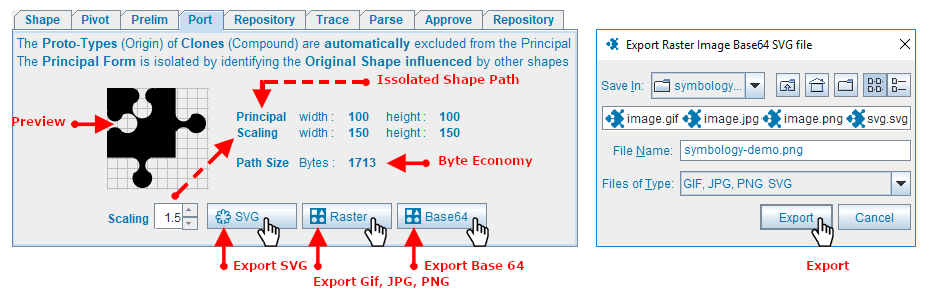 Shape Pivot Prelim Port Repository Trace Parse Approve Repository
The Proto-Types (Origin) of Clones (Compound) are automatically excluded from the Principal
The Principal Form is isolated by identifying the Original Shape influenced by other shapes
Issolated Shape Path
Preview
Principal width : 100 height : 100
Scaling width : 150 height : 150
Path Size Bytes : 1713
Byte Economy
Scaling 1.5 SVG Raster Base64
Export SVG
Export Gif, JPG, PNG
Export Base 64
Export Raster Image Base64 SVG file
Save In: symbology...
image.gif image.jpg image.png svg.svg
File Name: symbology-demo.png
Files of Type: GIF, JPG, PNG SVG
Export Cancel
Export